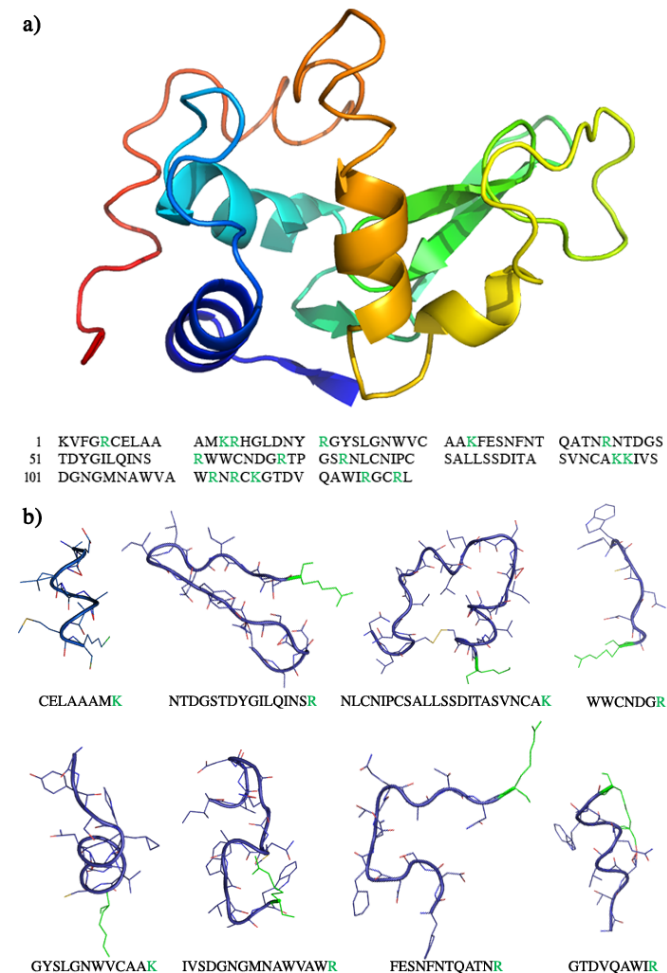 a)
1 KVFGRCELAA AMKRHGLDNY RGYSLGNWVC AAKFESNFNT QATNRNTDGS
51 TDYGILQINS RWWCNDGRTP GSRNLCNIPC SALLSSDITA SVNCAKKIVS
101 DGNGMNAWVA WRNRCKGTDV QAWIRGCRL
b)
CELAAAMK NTDGSTDYGILQINSR NLCNIPCSALLSSDITASVNCAK WWCNDGR
GYSLGNWVCAAK IVSDGNGMNAWVAWR FESNFNTQATNR GTDVQAWIR